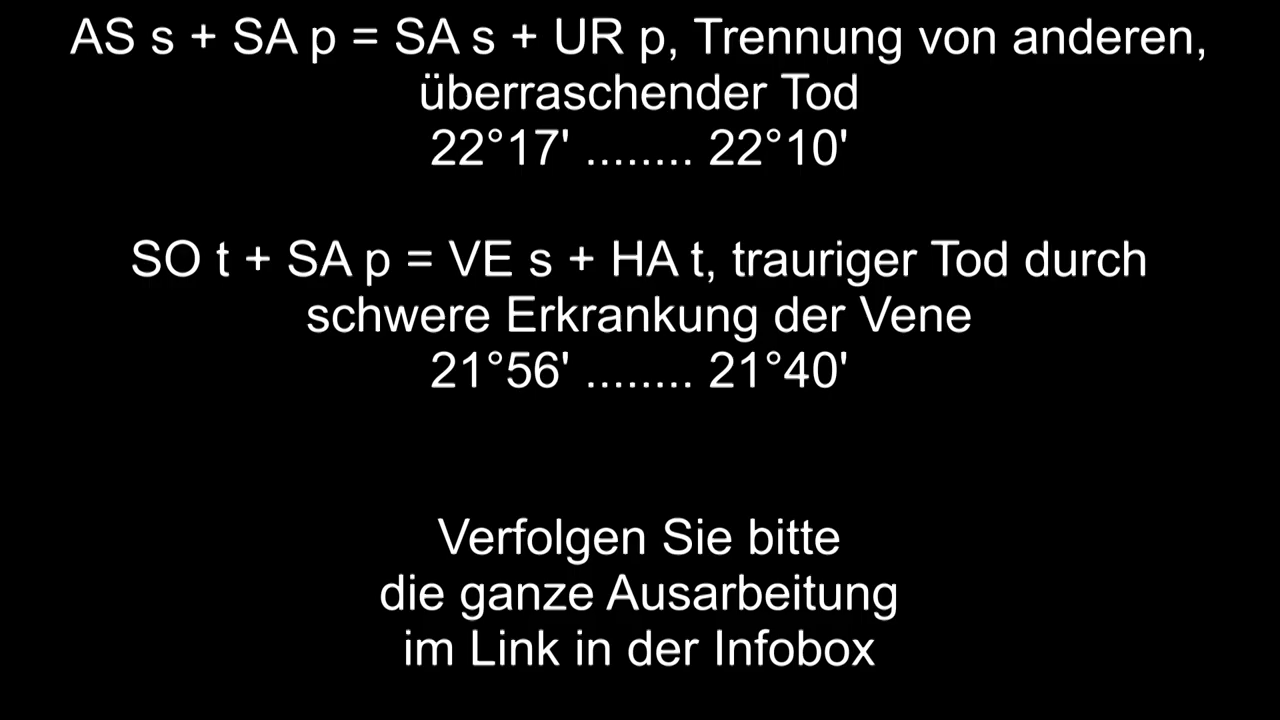 AS s + SA p = SA s + UR p, Trennung von anderen,
überraschender Tod
22°17' ........ 22°10'
SO t + SA p = VE s + HA t, trauriger Tod durch
schwere Erkrankung der Vene
21°56' ........ 21°40'
Verfolgen Sie bitte
die ganze Ausarbeitung
im Link in der Infobox